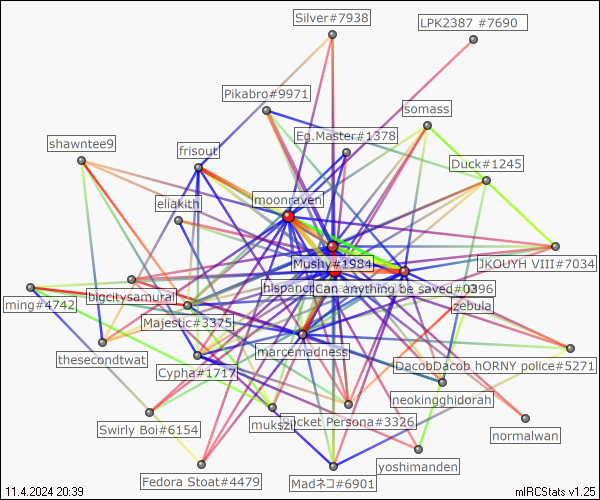 Silver#7938
LPK2387 #7690
Pikabro#9971
somass
Eg.Master#1378
shawntee9
frisout
Duck#1245
eliakith
moonraven
Mushy#1984
JKOUYH VIII#7034
hispanic
Can anything be saved#0396
bigcitysamurai
ming#4742
zebula
Majestic#3375
marcemadness
thesecondtwat
Cypha#1717
DacobDacob hORNY police#5271
neokingghidorah
mukszi
Pocket Persona#3326
Swirly Boi#6154
normalwan
yoshimanden
Fedora Stoat#4479
Madネコ#6901
11.4.2024 20:39
mIRCStats v1.25